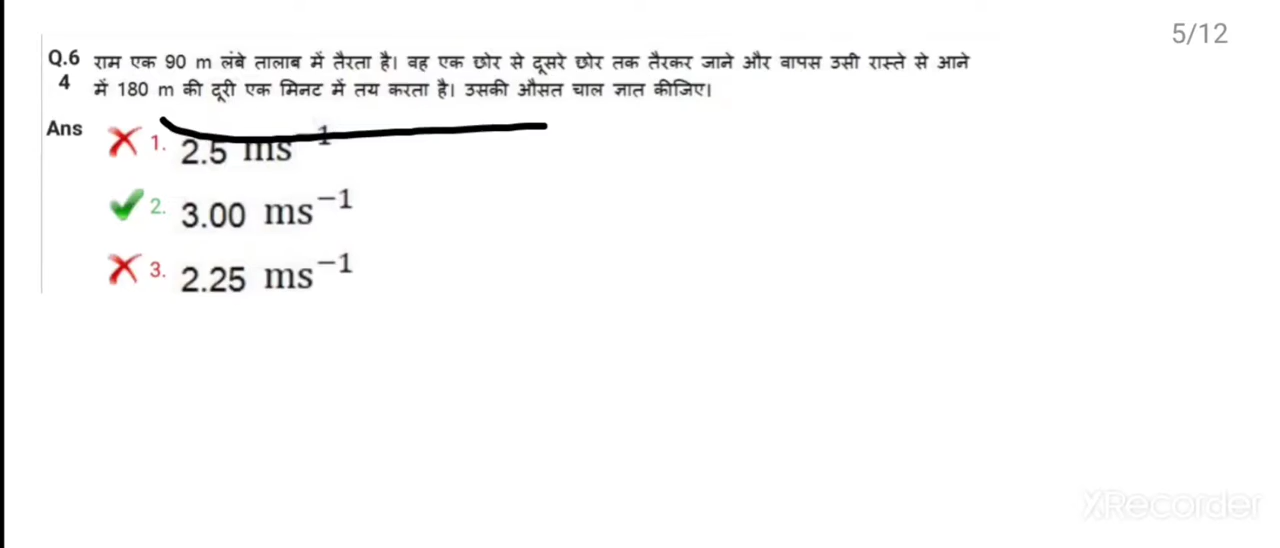 5/12
Q.6 राम एक 90 m लंबे तालाब में तैरता है। वह एक छोर से दूसरे छोर तक तैरकर जाने और वापस उसी रास्ते से आने
4 में 180 m की दूरी एक मिनट में तय करता है। उसकी औसत चाल ज्ञात कीजिए।
Ans
1. 2.5 ms⁻¹
2. 3.00 ms⁻¹
3. 2.25 ms⁻¹
XRecorder